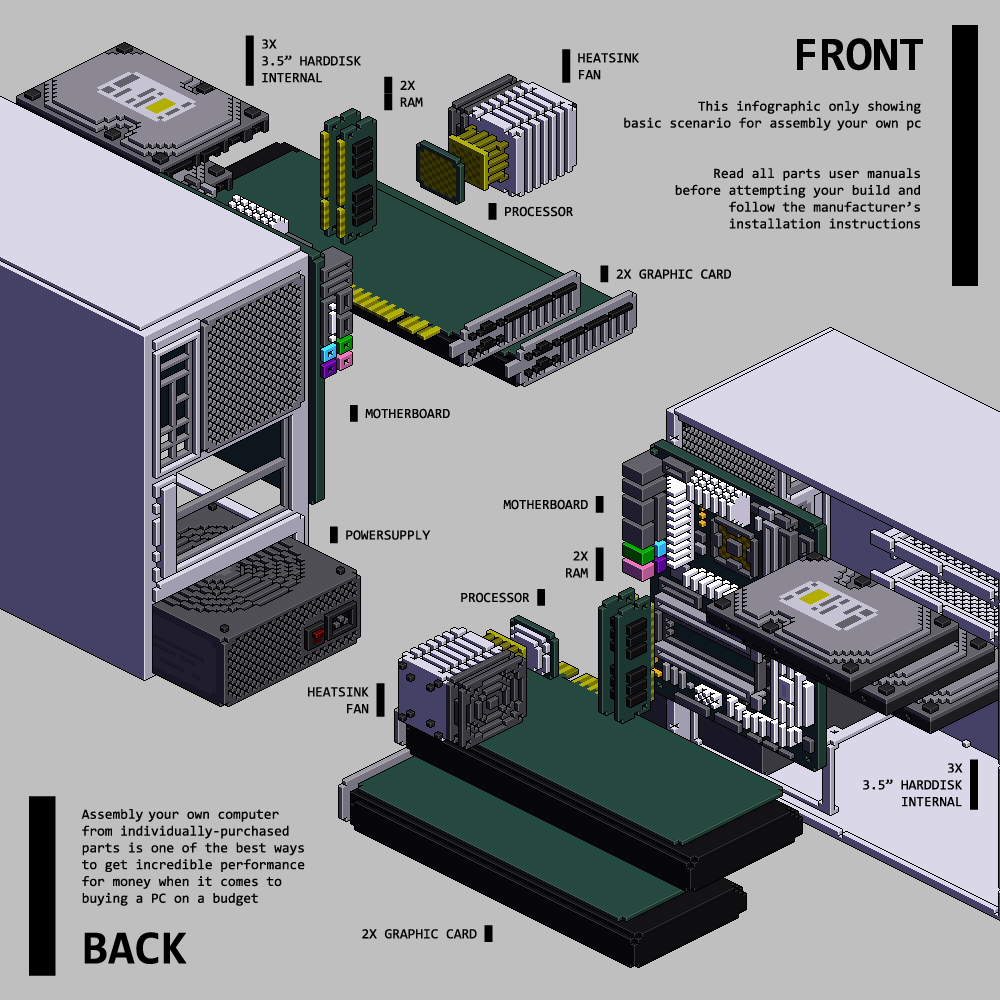 3X
3.5” HARDDISK
INTERNAL
2X
RAM
HEATSINK
FAN
FRONT
This infographic only showing
basic scenario for assembly your own pc
Read all parts user manuals
before attempting your build and
follow the manufacturer’s
installation instructions
PROCESSOR
2X GRAPHIC CARD
MOTHERBOARD
POWERSUPPLY
MOTHERBOARD
2X
RAM
PROCESSOR
HEATSINK
FAN
3X
3.5” HARDDISK
INTERNAL
Assembly your own computer
from individually-purchased
parts is one of the best ways
to get incredible performance
for money when it comes to
buying a PC on a budget
BACK
2X GRAPHIC CARD